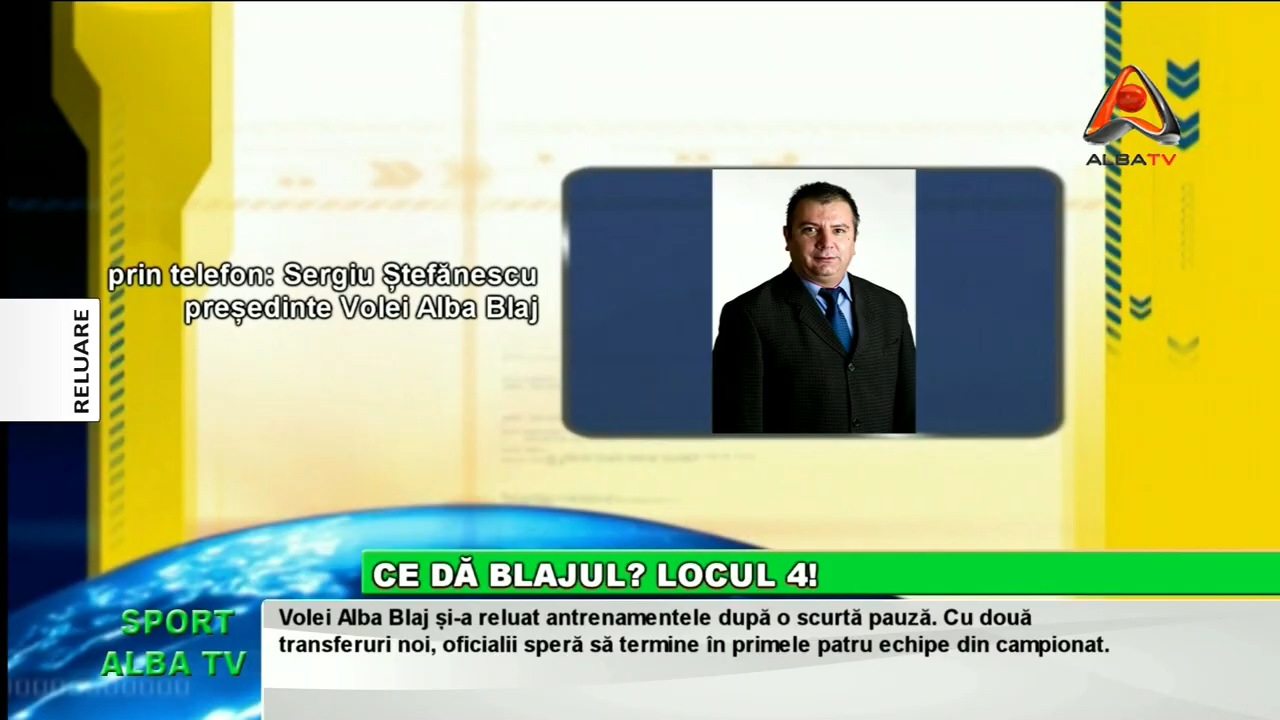 ALBATV
prin telefon: Sergiu Ștefănescu
președinte Volei Alba Blaj
RELUARE
CE DĂ BLAJUL? LOCUL 4!
SPORT
ALBA TV
Volei Alba Blaj și-a reluat antrenamentele după o scurtă pauză. Cu două
transferuri noi, oficialii speră să termine în primele patru echipe din campionat.